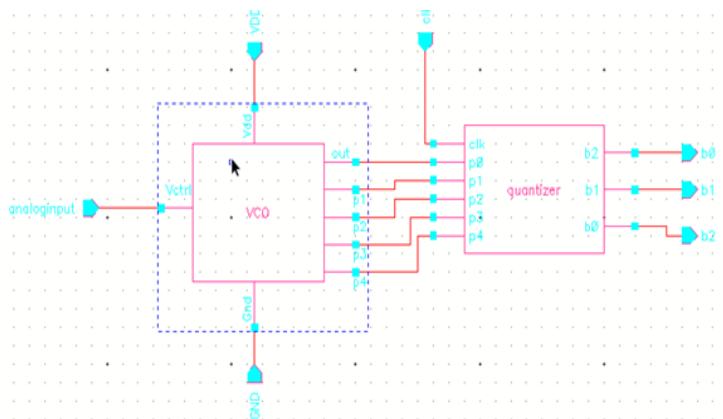 VDD
clk
Vdd
out
clk
p0
p1
p2
p3
p4
b2
b1
b0
quantizer
b0
b1
b2
analoginput
Vctrl
VCO
p1
p2
p3
p4
Gnd
GND